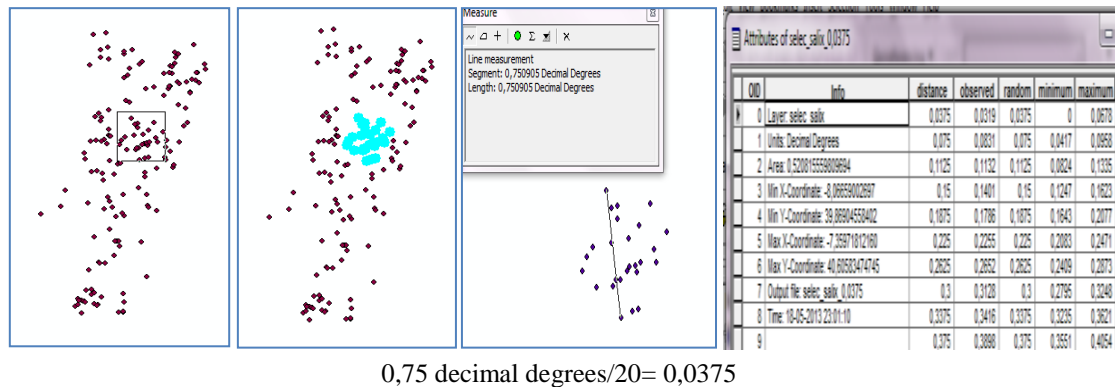 Measure
Line measurement
Segment: 0,750905 Decimal Degrees
Length: 0,750905 Decimal Degrees
Attributes of selec_salix_0,0375
OID Info distance observed random minimum maximum
0 Layer: selec_salix 0,0375 0,0319 0,0375 0 0,0678
1 Units: Decimal Degrees 0,075 0,0831 0,075 0,0417 0,0958
2 Area: 0,520815559809694 0,1125 0,1132 0,1125 0,0824 0,1335
3 Min X-Coordinate: -8,06659002697 0,15 0,1401 0,15 0,1247 0,1623
4 Min Y-Coordinate: 39,86904558402 0,1875 0,1786 0,1875 0,1643 0,2077
5 Max X-Coordinate: -7,35971812160 0,225 0,2255 0,225 0,2083 0,2471
6 Max Y-Coordinate: 40,60583474745 0,2625 0,2652 0,2625 0,2409 0,2873
7 Output file: selec_salix_0,0375 0,3 0,3128 0,3 0,2795 0,3248
8 Time: 18-05-2013 23:01:10 0,3375 0,3416 0,3375 0,3235 0,3621
9 0,375 0,3898 0,375 0,3551 0,4054
0,75 decimal degrees/20= 0,0375